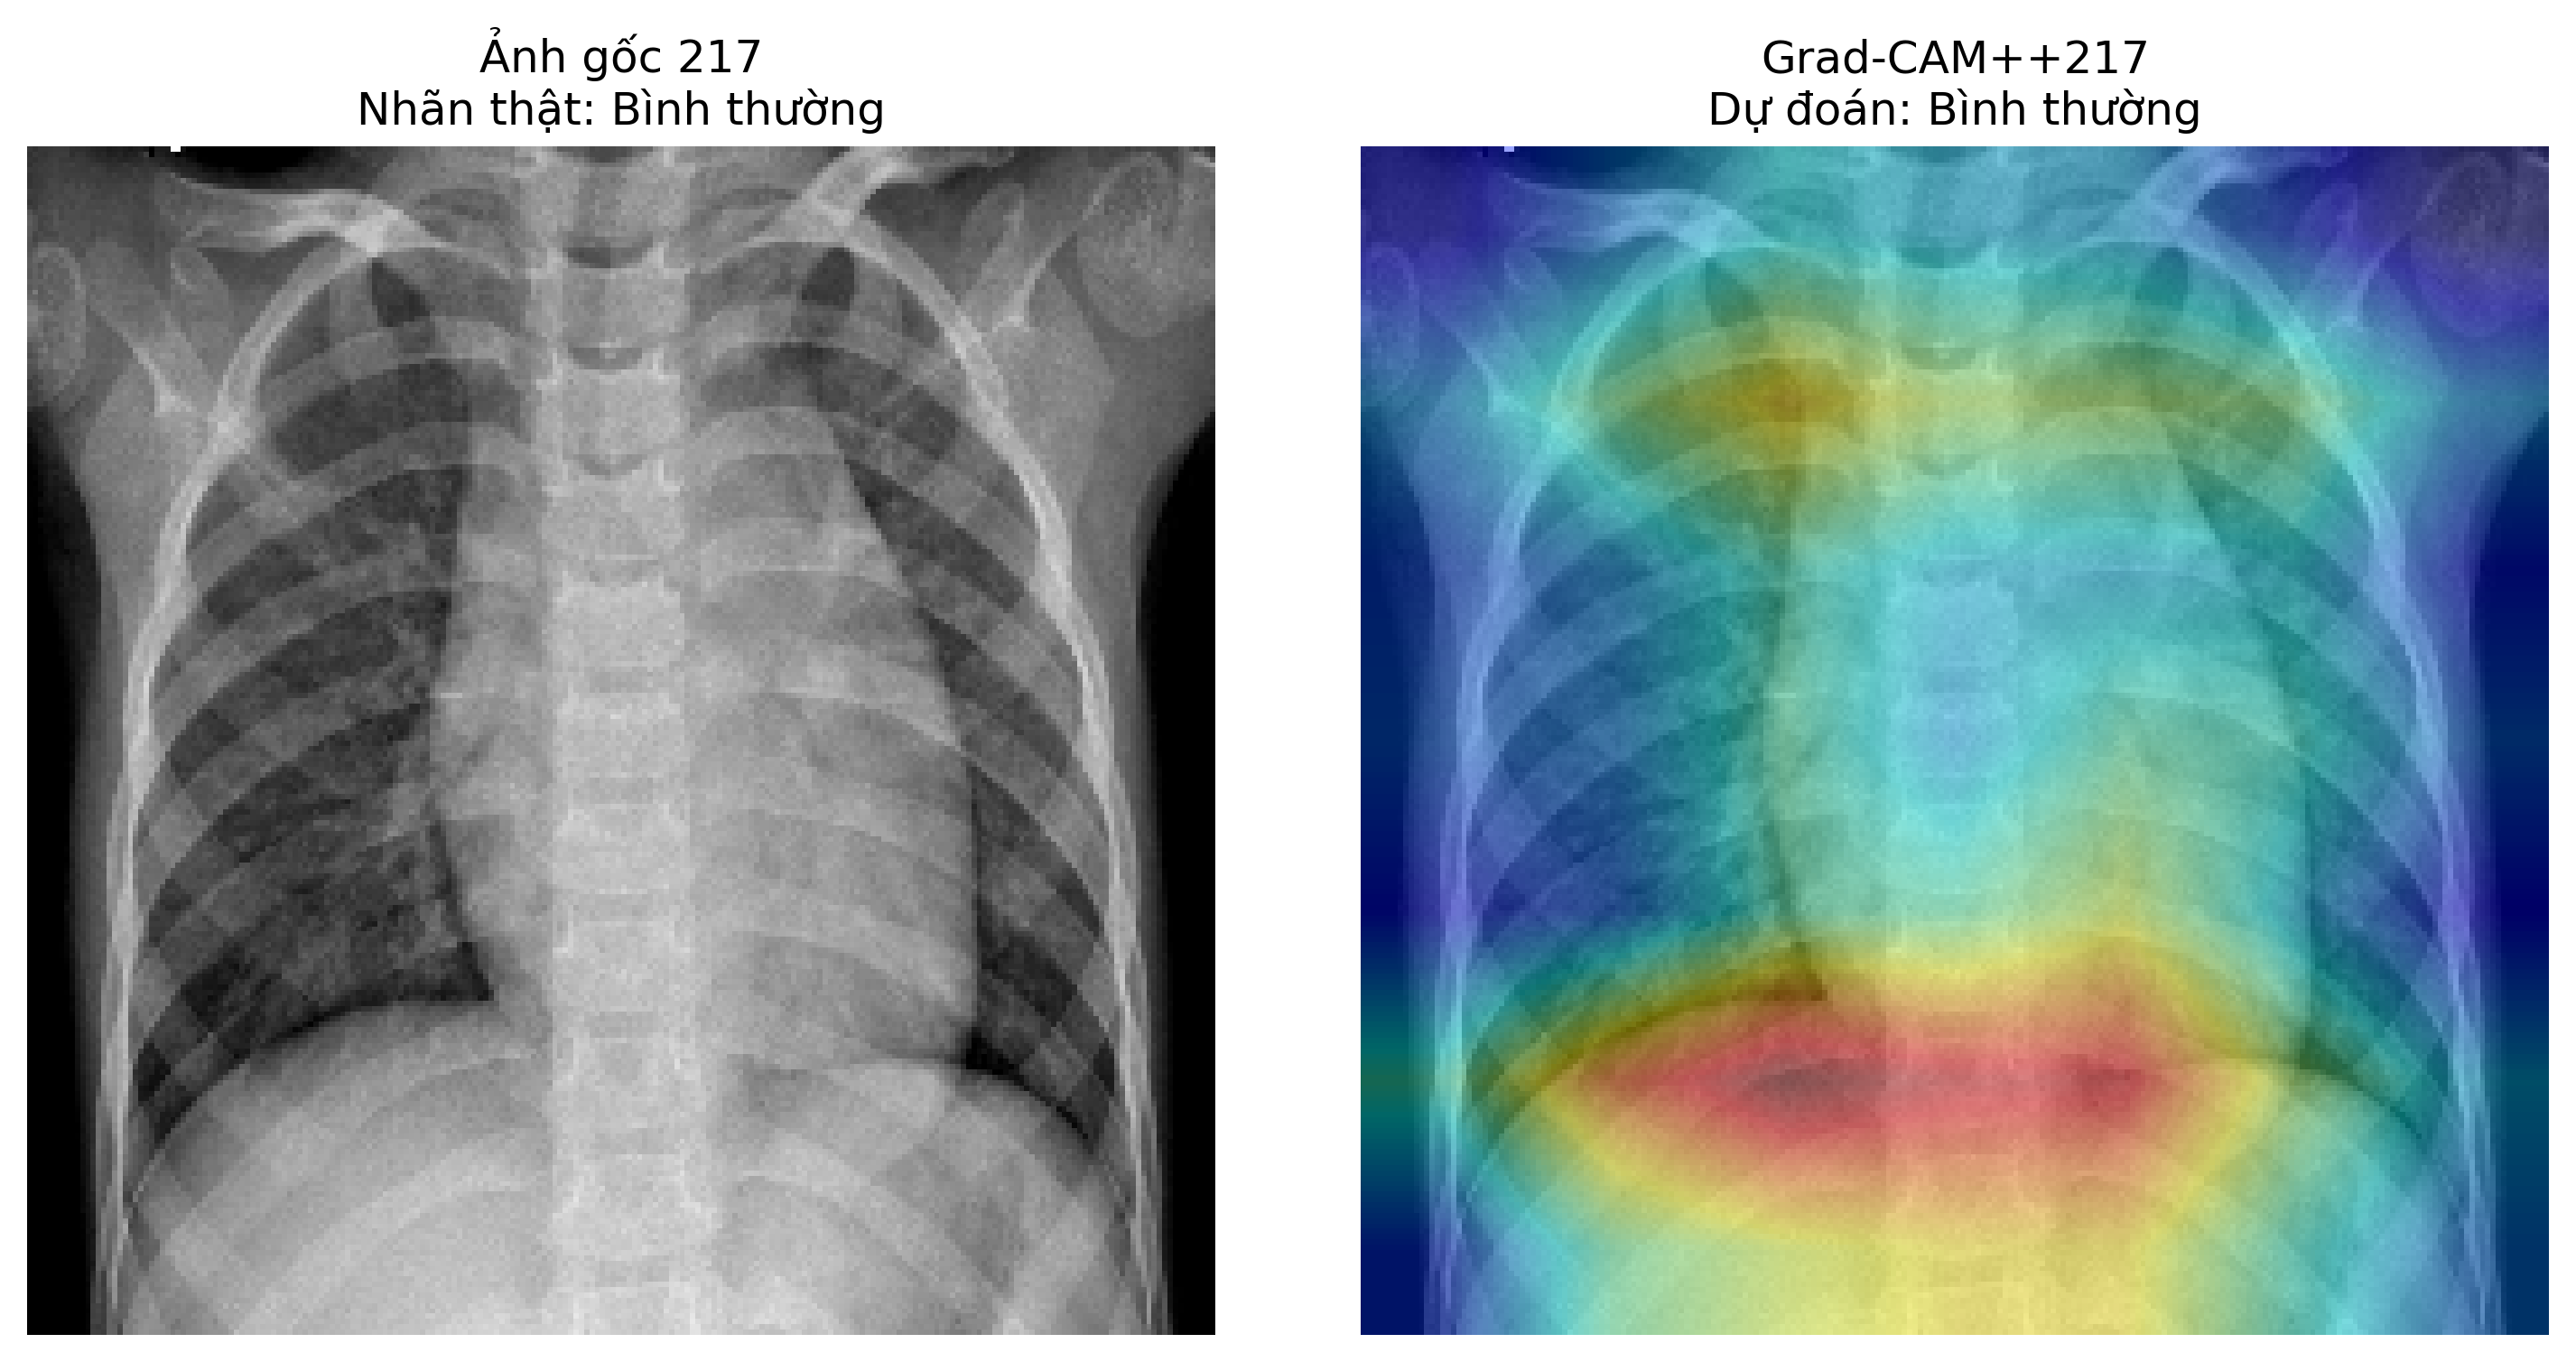 Ảnh gốc 217
Nhãn thật: Bình thường
Grad-CAM++217
Dự đoán: Bình thường